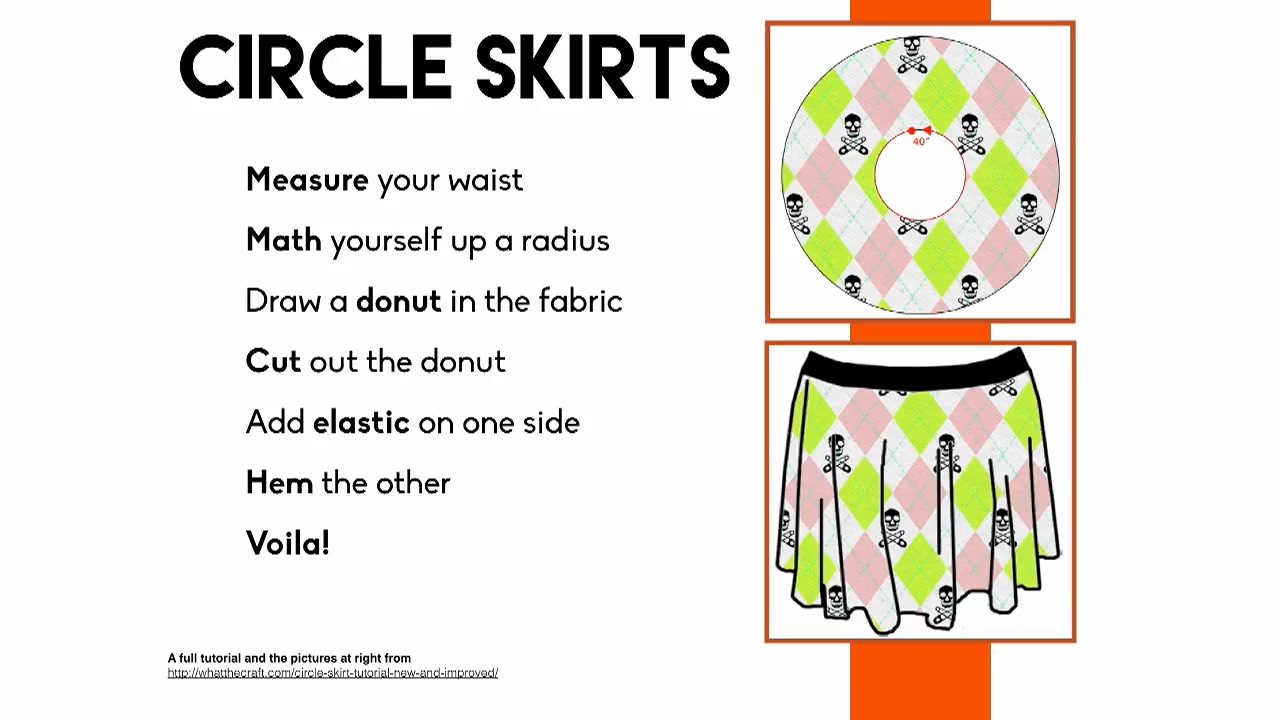 CIRCLE SKIRTS
Measure your waist
Math yourself up a radius
Draw a donut in the fabric
Cut out the donut
Add elastic on one side
Hem the other
Voila!
A full tutorial and the pictures at right from
http://whatthecraft.com/circle-skirt-tutorial-new-and-improved/
40"